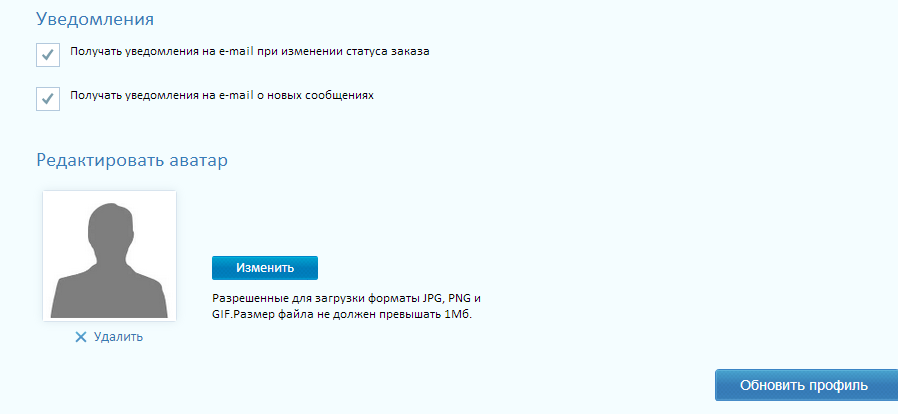 Уведомления
Получать уведомления на e-mail при изменении статуса заказа
Получать уведомления на e-mail о новых сообщениях
Редактировать аватар
Изменить
Разрешенные для загрузки форматы JPG, PNG и
GIF.Размер файла не должен превышать 1Мб.
Удалить
Обновить профиль